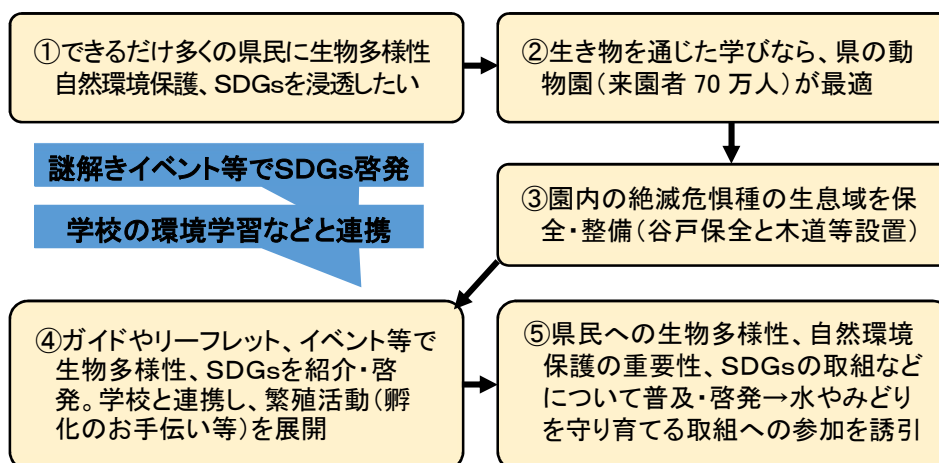 ①できるだけ多くの県民に生物多様性
自然環境保護、SDGsを浸透したい
②生き物を通じた学びなら、県の動
物園(来園者 70 万人)が最適
謎解きイベント等でSDGs啓発
学校の環境学習などと連携
③園内の絶滅危惧種の生息域を保
全・整備(谷戸保全と木道等設置)
④ガイドやリーフレット、イベント等で
生物多様性、SDGsを紹介・啓
発。学校と連携し、繁殖活動(孵
化のお手伝い等)を展開
⑤県民への生物多様性、自然環境
保護の重要性、SDGsの取組など
について普及・啓発→水やみどり
を守り育てる取組への参加を誘引